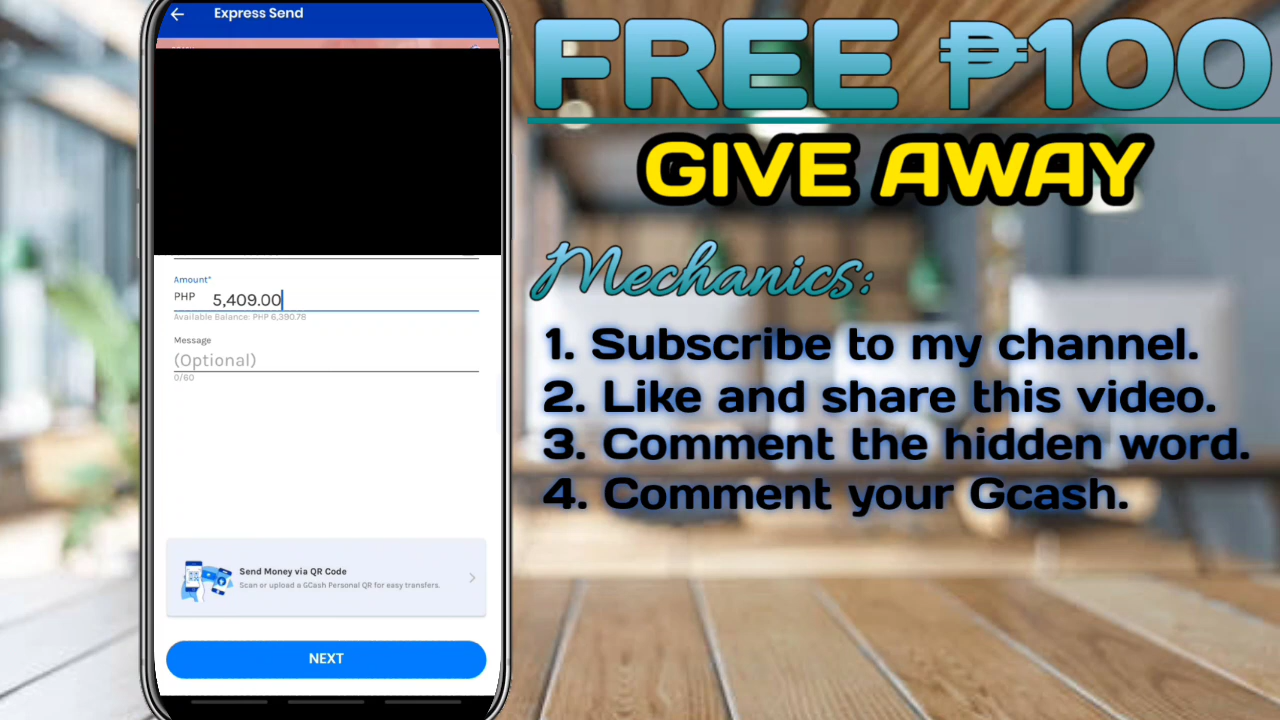 Express Send
Amount*
PHP 5,409.00
Available Balance: PHP 6,390.78
Message
(Optional)
0/60
Send Money via QR Code
Scan or upload a GCash Personal QR for easy transfers.
NEXT
FREE ₱100
GIVE AWAY
Mechanics:
1. Subscribe to my channel.
2. Like and share this video.
3. Comment the hidden word.
4. Comment your Gcash.